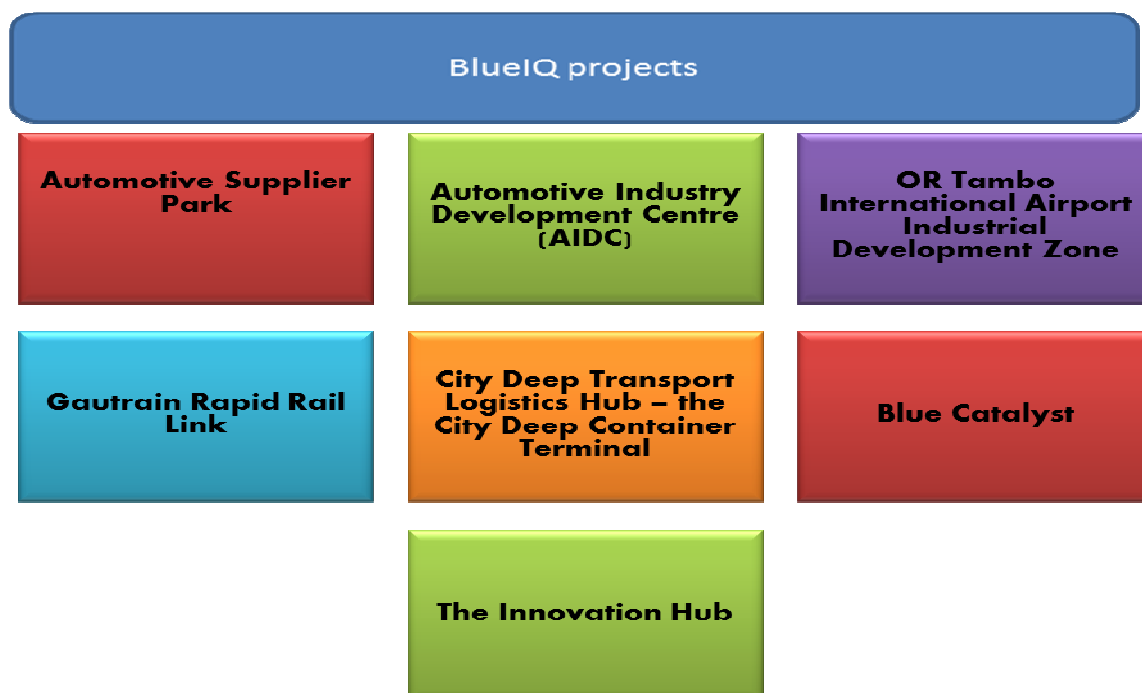 BlueIQ projects
Automotive Supplier
Park
Automotive Industry
Development Centre
(AIDC)
OR Tambo
International Airport
Industrial
Development Zone
Gautrain Rapid Rail
Link
City Deep Transport
Logistics Hub – the
City Deep Container
Terminal
Blue Catalyst
The Innovation Hub